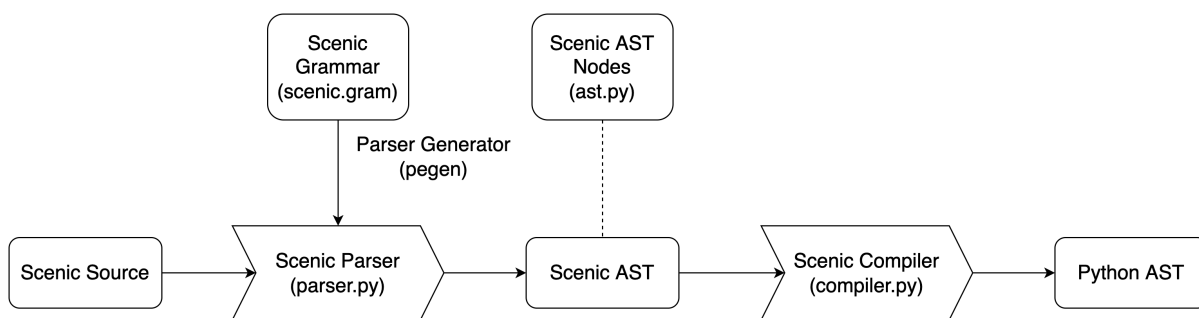 Scenic
Grammar
(scenic.gram)
Scenic AST
Nodes
(ast.py)
Parser Generator
(pegen)
Scenic Source
Scenic Parser
(parser.py)
Scenic AST
Scenic Compiler
(compiler.py)
Python AST